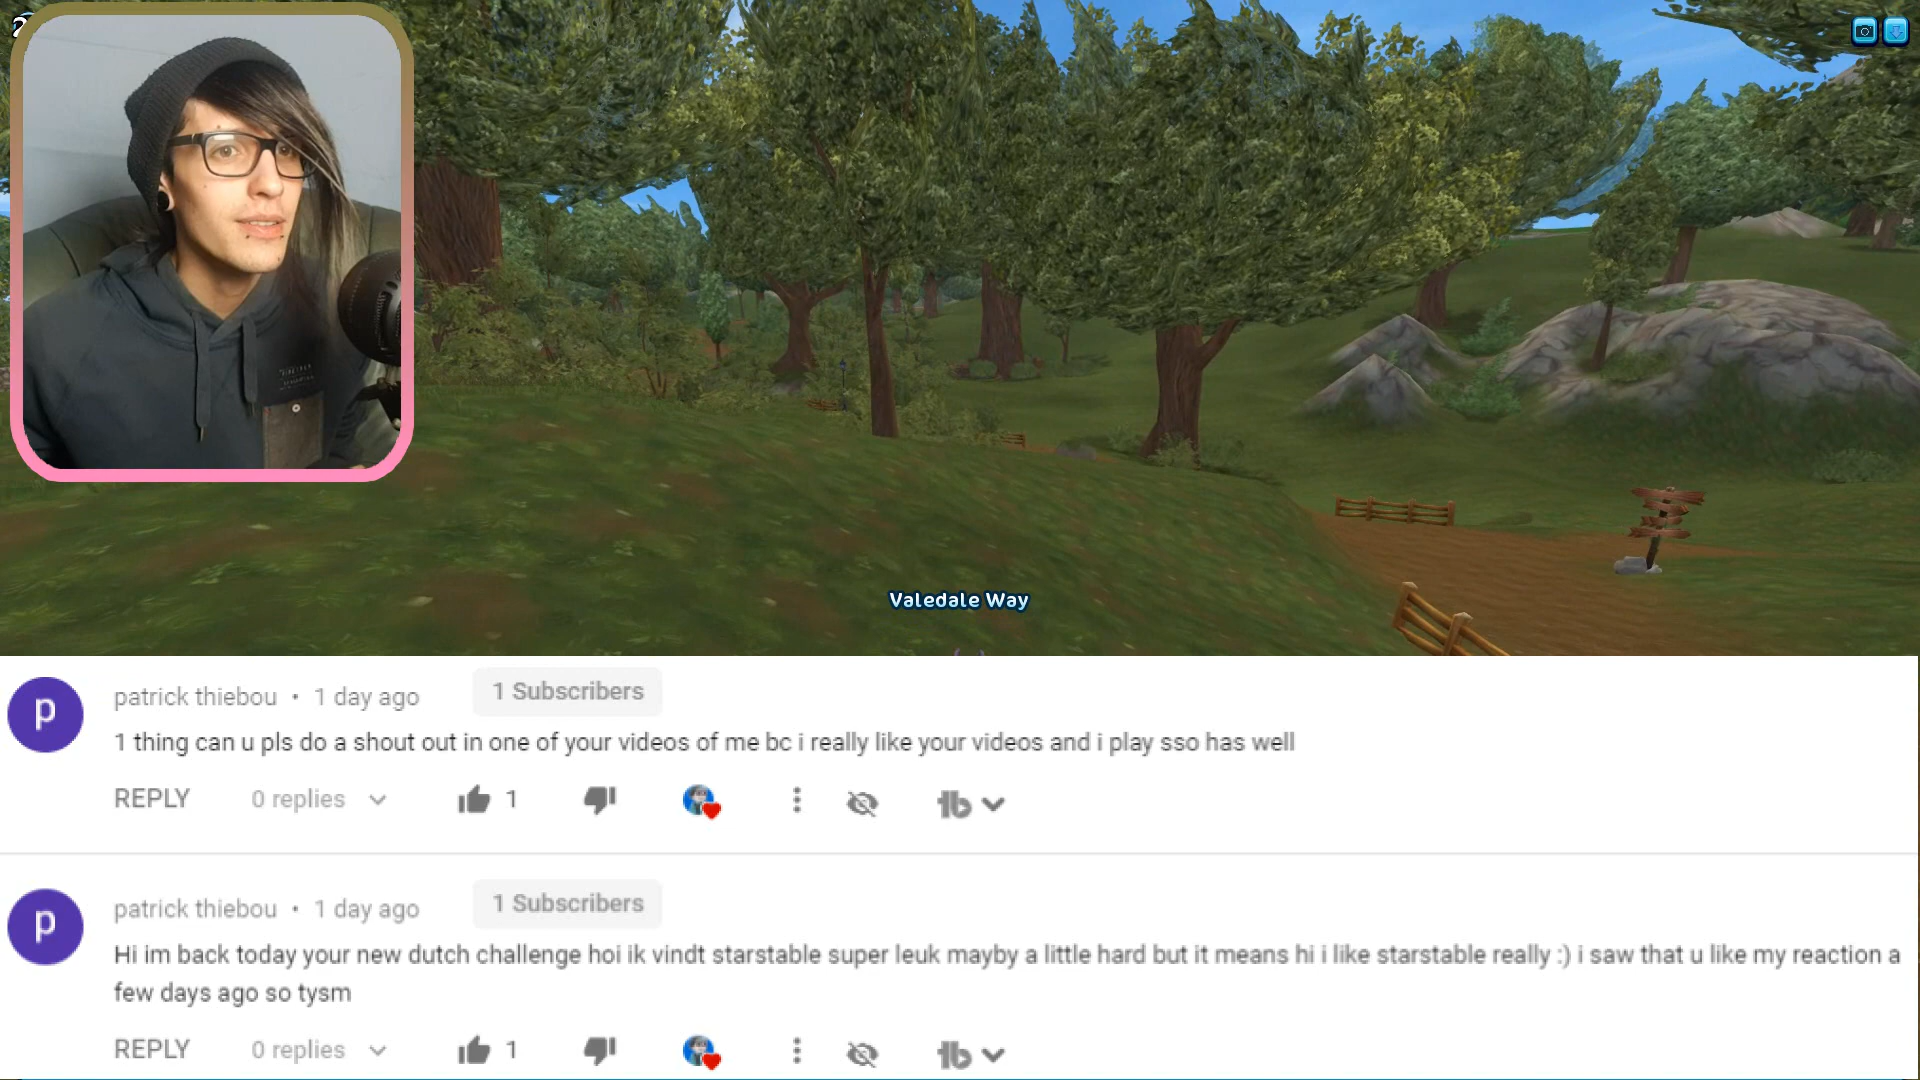 Valedale Way
P
patrick thiebou • 1 day ago
1 Subscribers
1 thing can u pls do a shout out in one of your videos of me bc i really like your videos and i play sso has well
REPLY 0 replies 1
P
patrick thiebou • 1 day ago
1 Subscribers
Hi im back today your new dutch challenge hoi ik vindt starstable super leuk mayby a little hard but it means hi i like starstable really :) i saw that u like my reaction a
few days ago so tysm
REPLY 0 replies 1